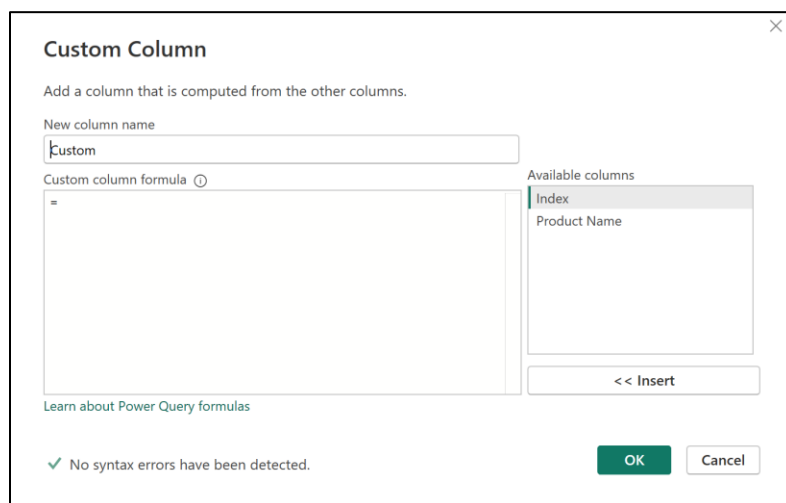 Custom Column
Add a column that is computed from the other columns.
New column name
Custom
Custom column formula
=
Available columns
Index
Product Name
<< Insert
Learn about Power Query formulas
No syntax errors have been detected.
OK
Cancel